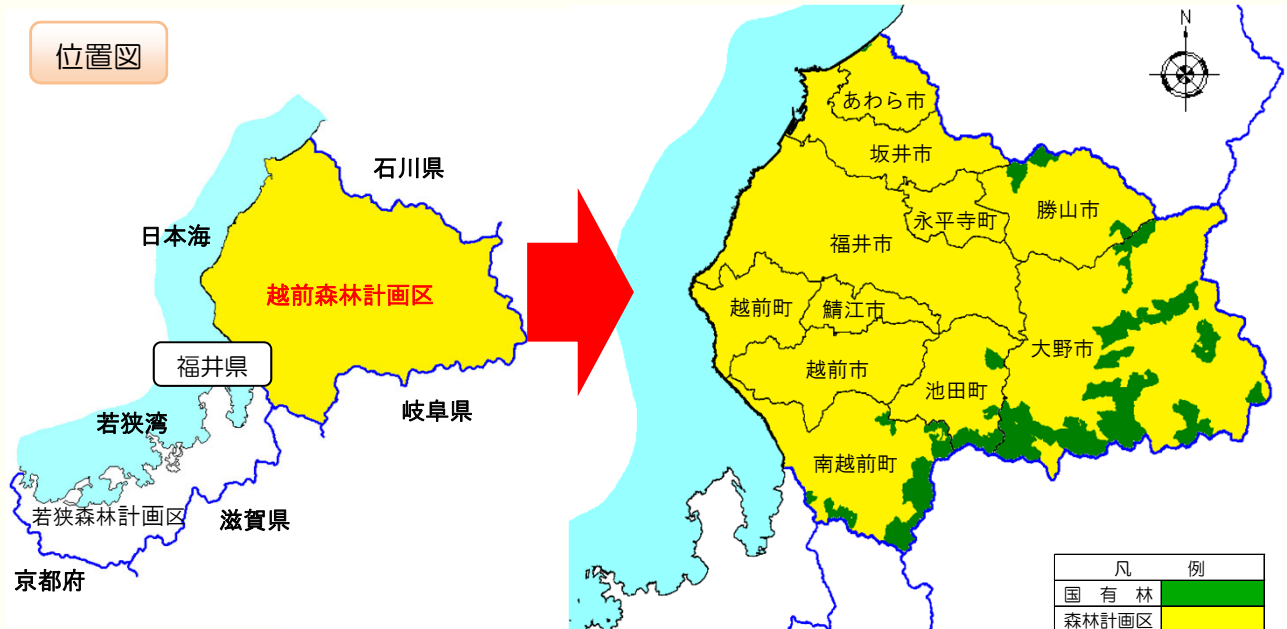 位置図
石川県
日本海
越前森林計画区
福井県
岐阜県
若狭湾
若狭森林計画区
滋賀県
京都府
N
あわら市
坂井市
勝山市
永平寺町
福井市
越前町
鯖江市
大野市
越前市
池田町
南越前町
凡 例
国 有 林
森林計画区